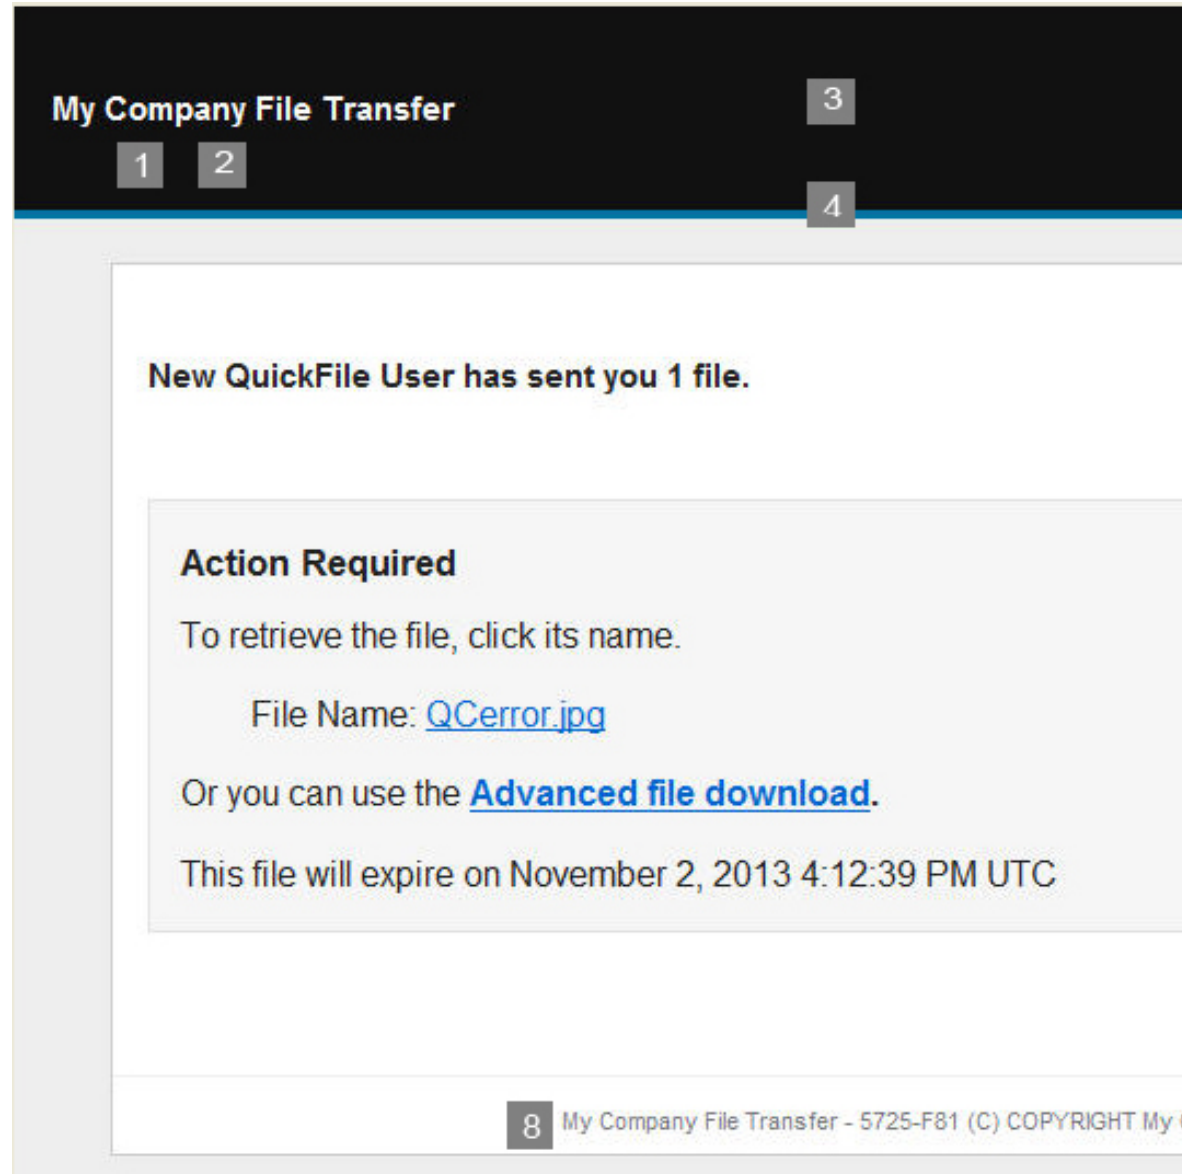 My Company File Transfer
3
1 2
4
New QuickFile User has sent you 1 file.
Action Required
To retrieve the file, click its name.
File Name: QCerror.jpg
Or you can use the Advanced file download.
This file will expire on November 2, 2013 4:12:39 PM UTC
8 My Company File Transfer - 5725-F81 (C) COPYRIGHT My